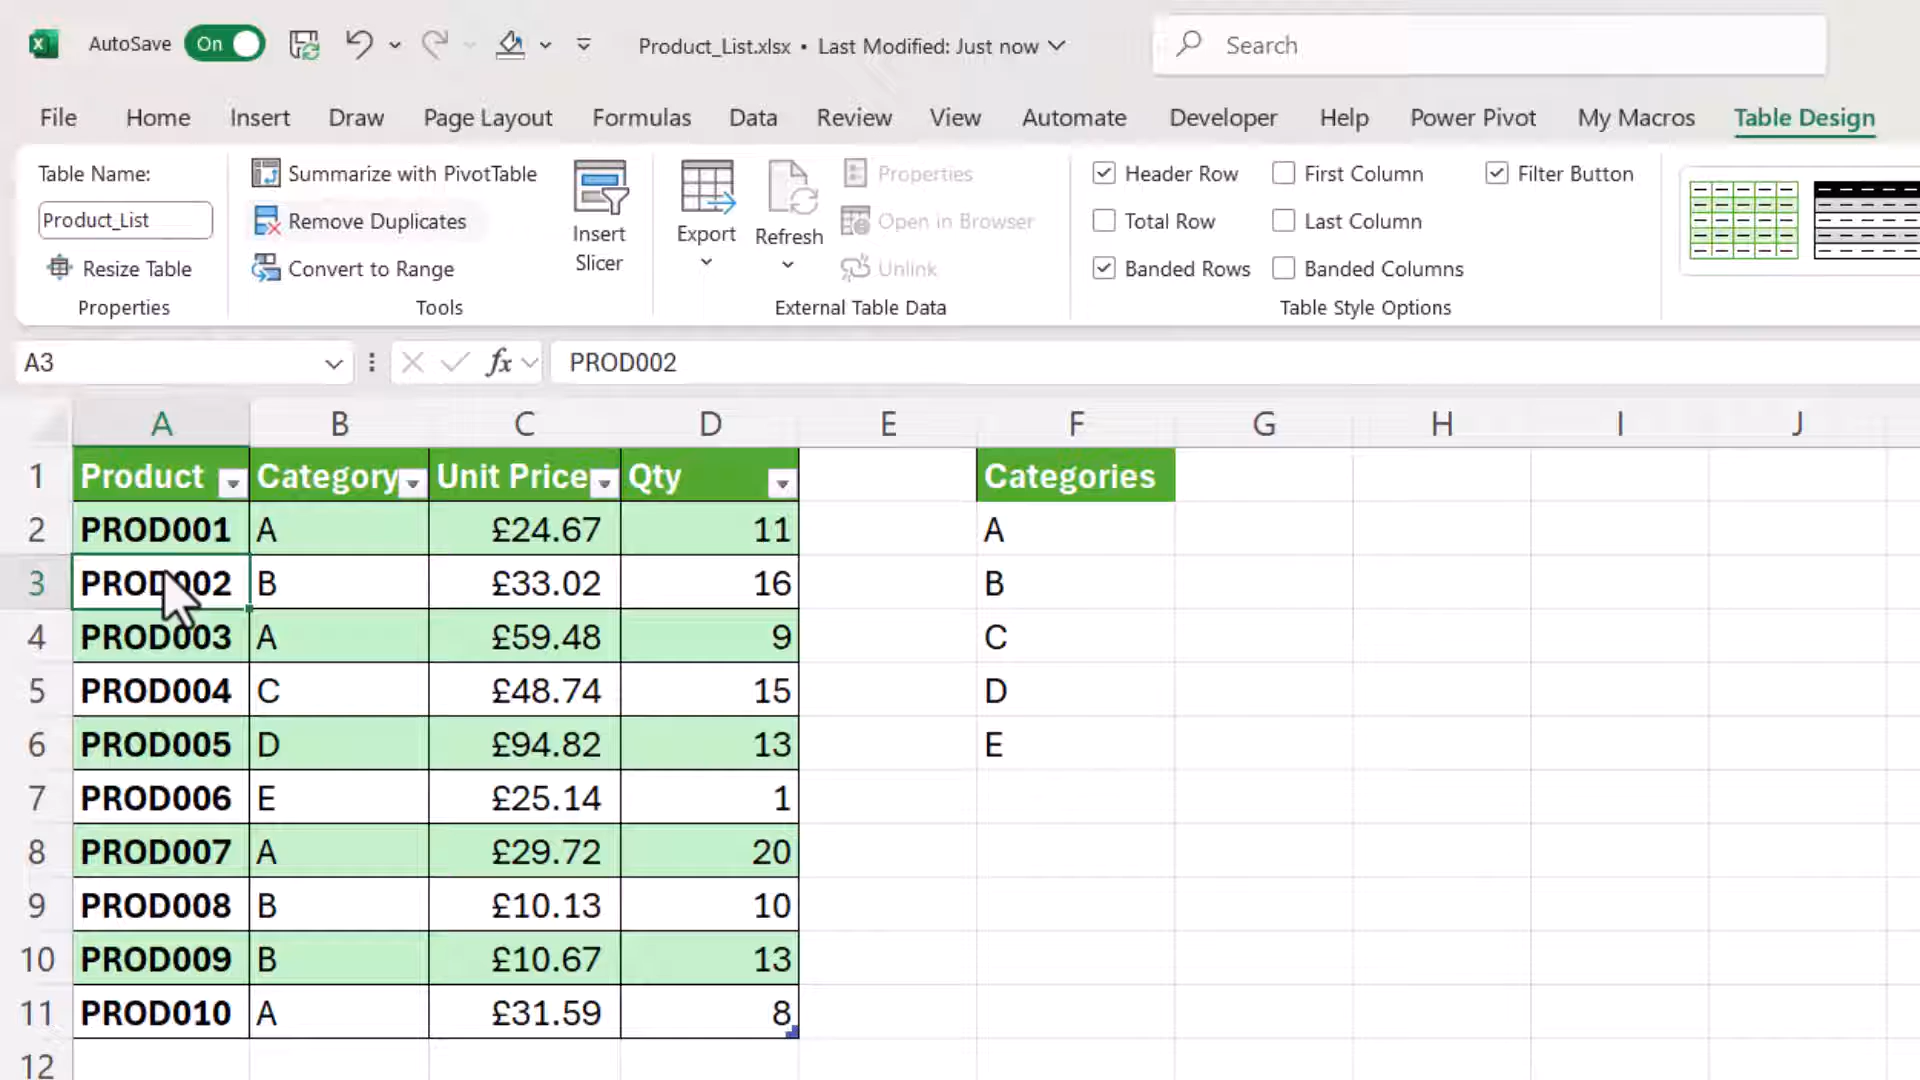 AutoSave On Product_List.xlsx • Last Modified: Just now Search
File Home Insert Draw Page Layout Formulas Data Review View Automate Developer Help Power Pivot My Macros Table Design
Table Name:
Product_List
Resize Table
Properties
Summarize with PivotTable
Remove Duplicates
Convert to Range
Tools
Insert
Slicer
Export
Refresh
Properties
Open in Browser
Unlink
External Table Data
Header Row First Column Filter Button
Total Row Last Column
Banded Rows Banded Columns
Table Style Options
A3 fx PROD002
A B C D E F G H I J
1 Product Category Unit Price Qty Categories
2 PROD001 A £24.67 11 A
3 PROD002 B £33.02 16 B
4 PROD003 A £59.48 9 C
5 PROD004 C £48.74 15 D
6 PROD005 D £94.82 13 E
7 PROD006 E £25.14 1
8 PROD007 A £29.72 20
9 PROD008 B £10.13 10
10 PROD009 B £10.67 13
11 PROD010 A £31.59 8
12